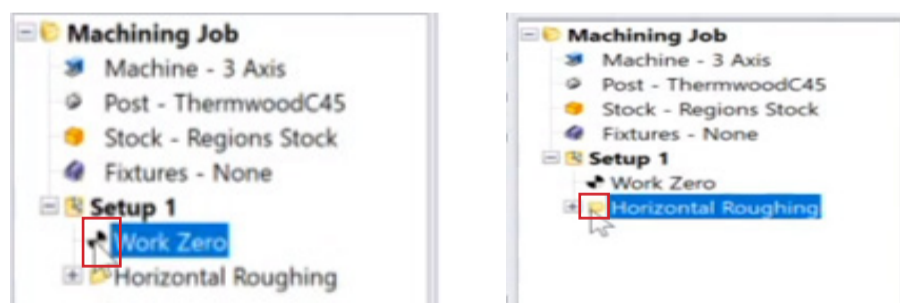 Machining Job
Machine - 3 Axis
Post - ThermwoodC45
Stock - Regions Stock
Fixtures - None
Setup 1
Work Zero
Horizontal Roughing
Machining Job
Machine - 3 Axis
Post - ThermwoodC45
Stock - Regions Stock
Fixtures - None
Setup 1
Work Zero
Horizontal Roughing